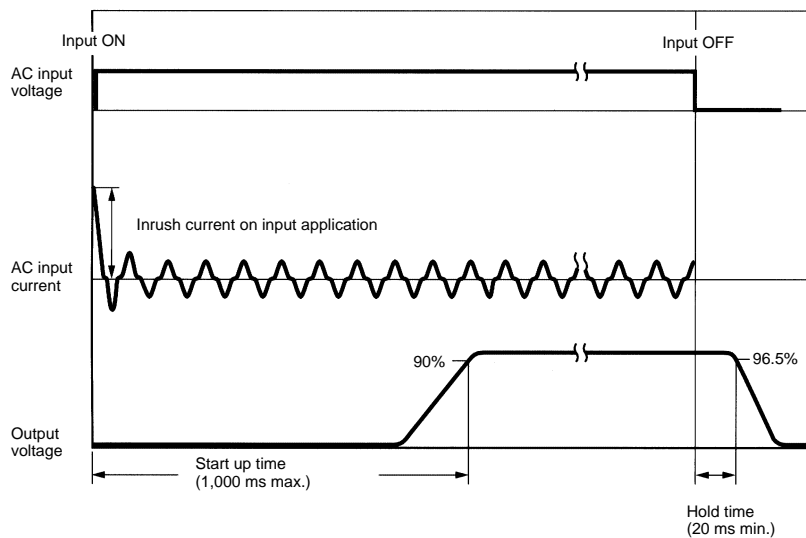 Input ON
Input OFF
AC input
voltage
Inrush current on input application
AC input
current
90%
96.5%
Output
voltage
Start up time
(1,000 ms max.)
Hold time
(20 ms min.)